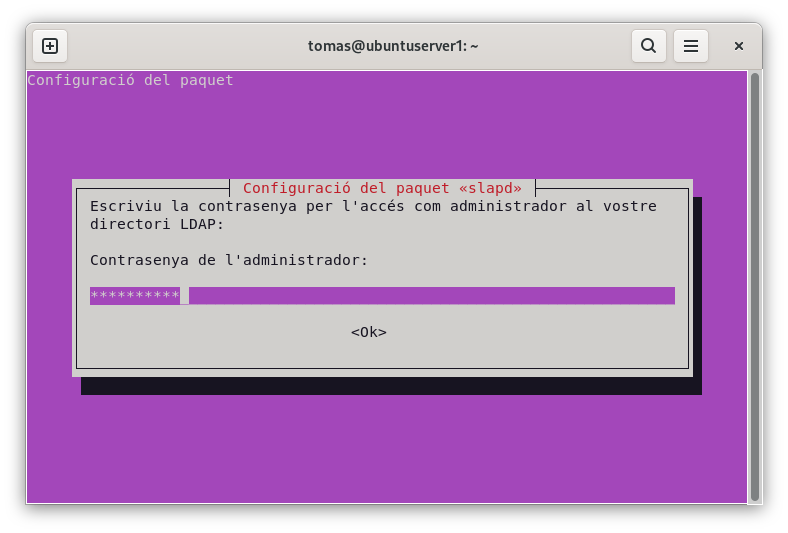 tomas@ubuntuserver1: ~
Configuració del paquet
Configuració del paquet «slapd»
Escriviu la contrasenya per l'accés com administrador al vostre
directori LDAP:
Contrasenya de l'administrador:
**********
<Ok>